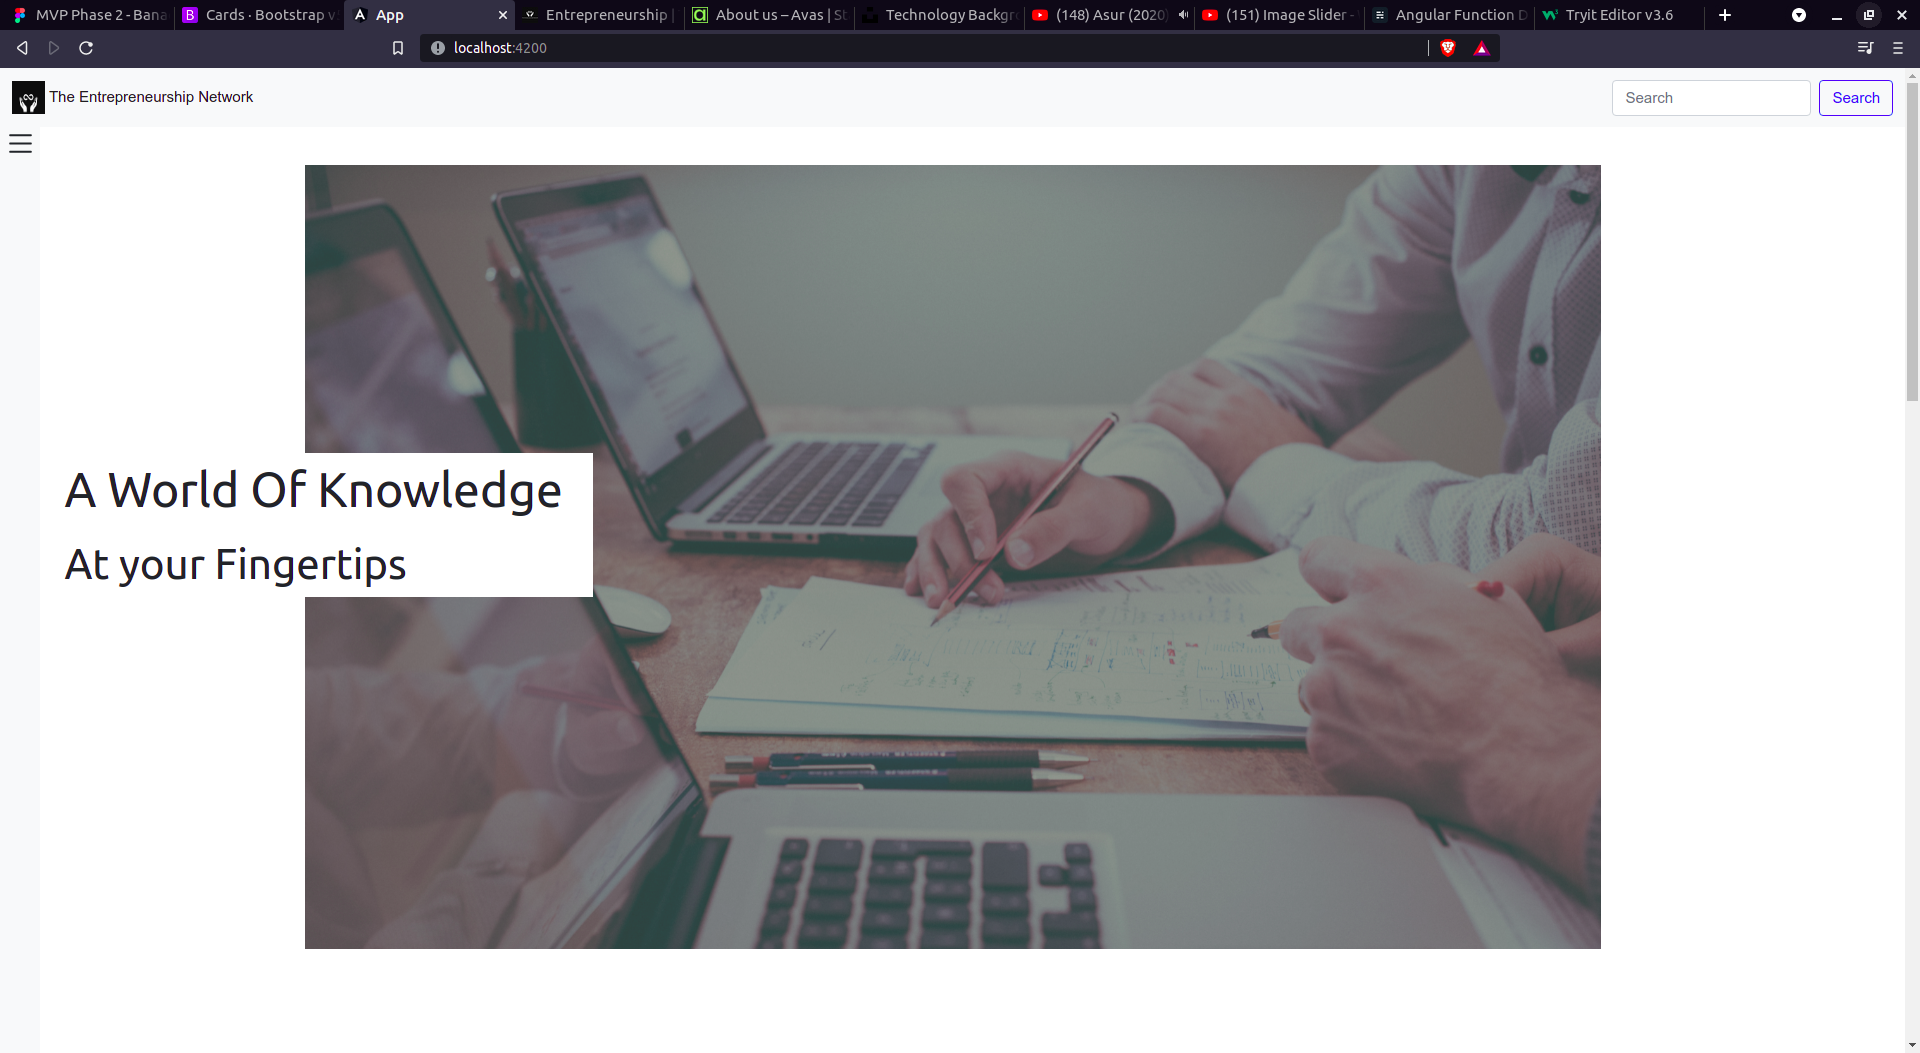 MVP Phase 2 - Bana
Cards · Bootstrap v
App
Entrepreneurship |
About us – Avas | St
Technology Backgro
(148) Asur (2020)
(151) Image Slider -
Angular Function D
Tryit Editor v3.6
localhost:4200
The Entrepreneurship Network
Search
Search
A World Of Knowledge
At your Fingertips